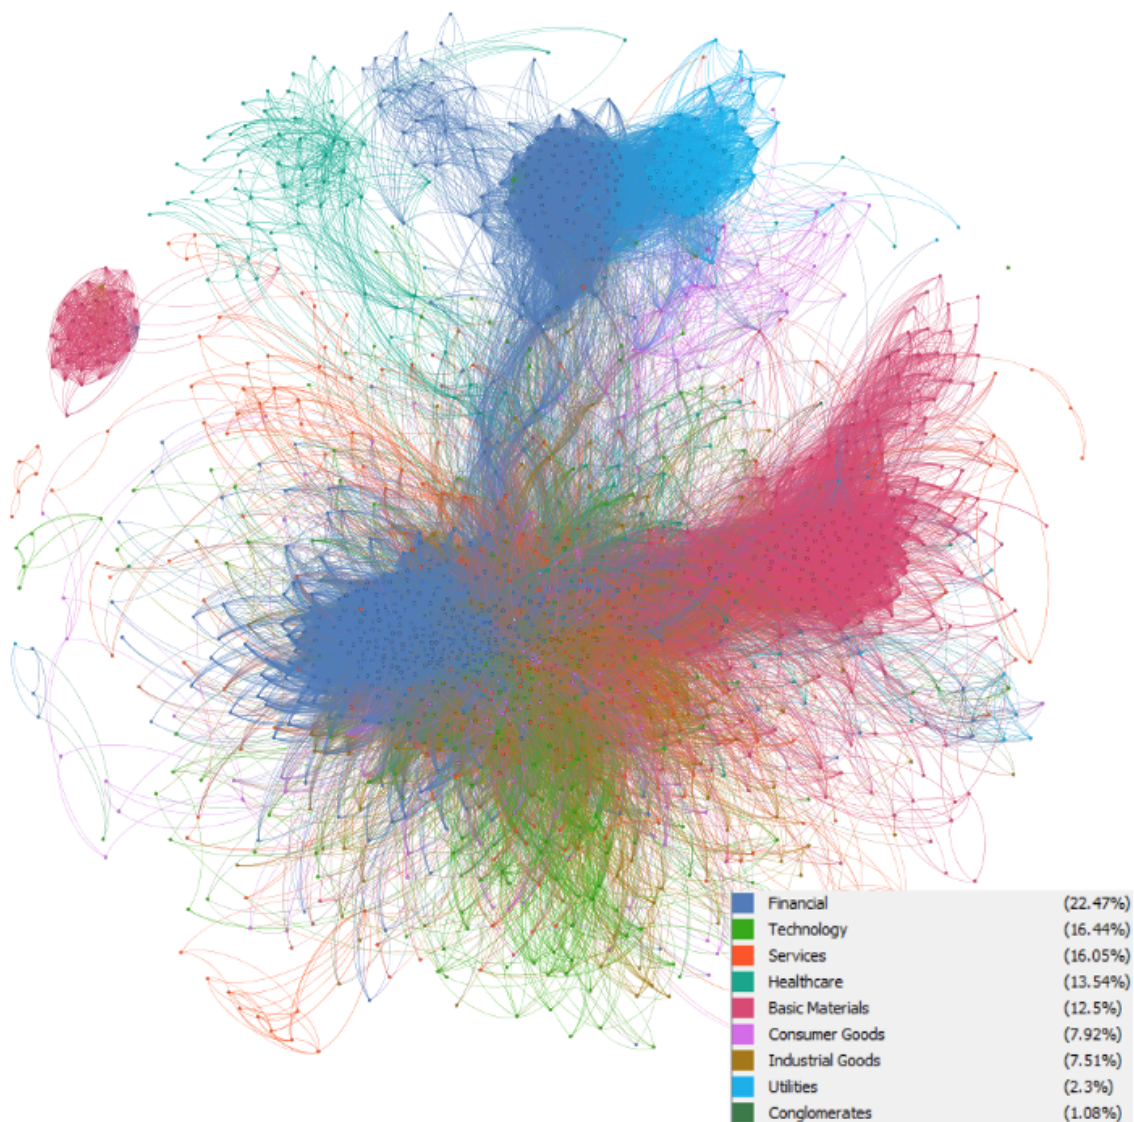 Financial (22.47%)
Technology (16.44%)
Services (16.05%)
Healthcare (13.54%)
Basic Materials (12.5%)
Consumer Goods (7.92%)
Industrial Goods (7.51%)
Utilities (2.3%)
Conglomerates (1.08%)